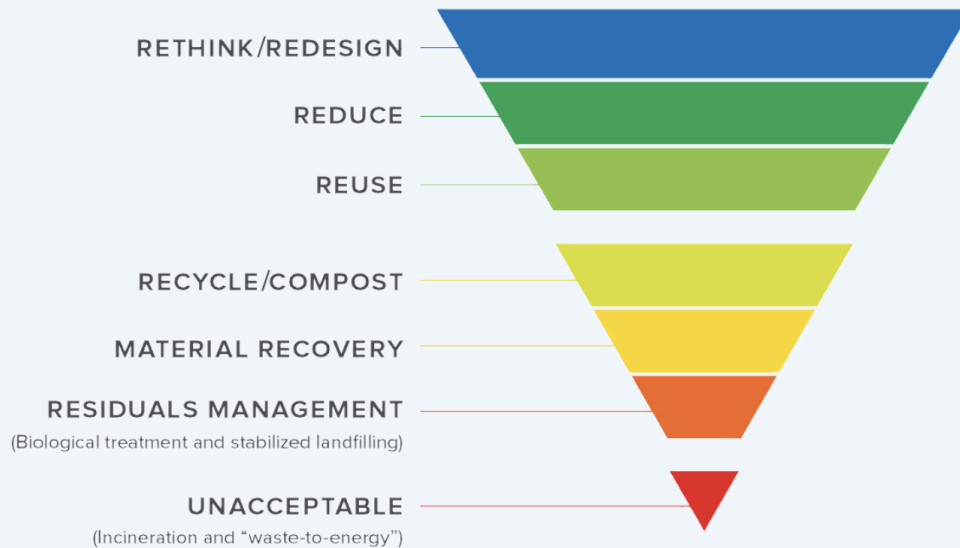 RETHINK/REDESIGN
REDUCE
REUSE
RECYCLE/COMPOST
MATERIAL RECOVERY
RESIDUALS MANAGEMENT
(Biological treatment and stabilized landfilling)
UNACCEPTABLE
(Incineration and “waste-to-energy”)